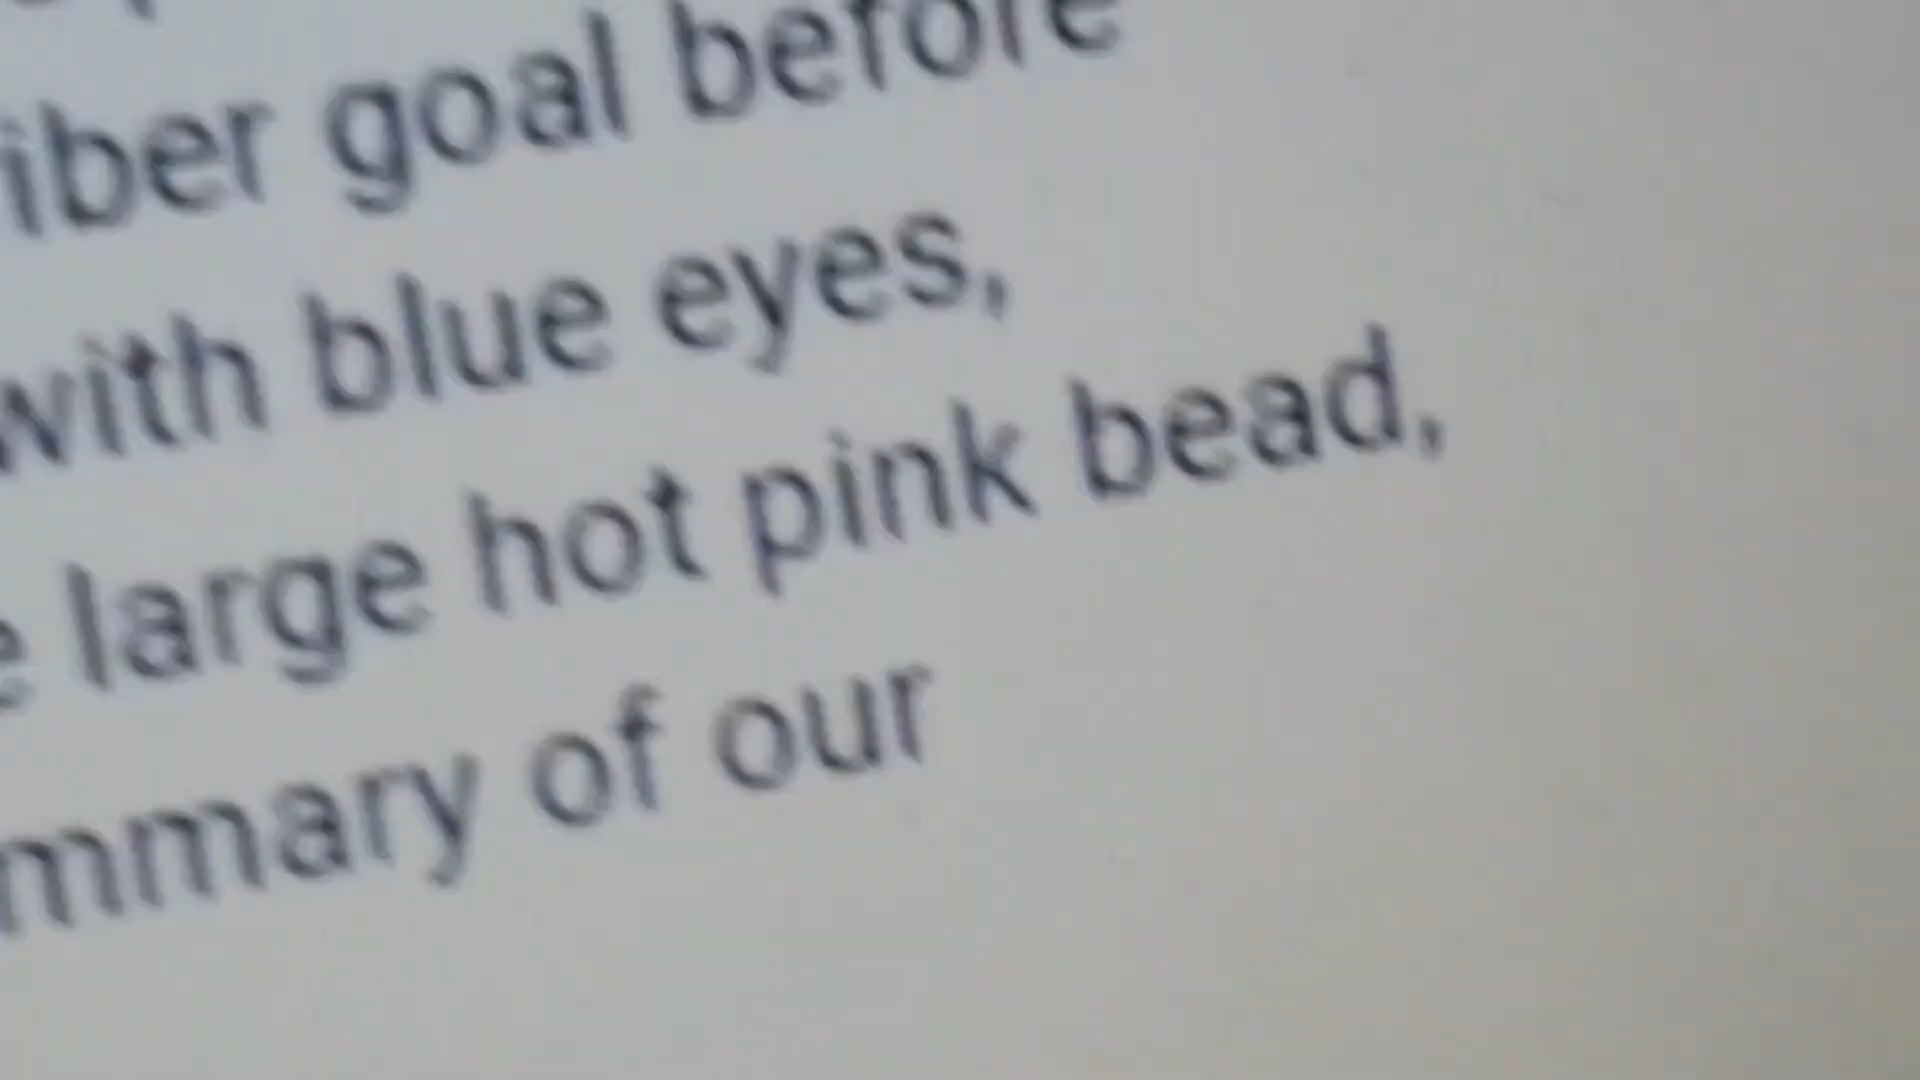 iber goal before
with blue eyes,
large hot pink bead,
mmary of our